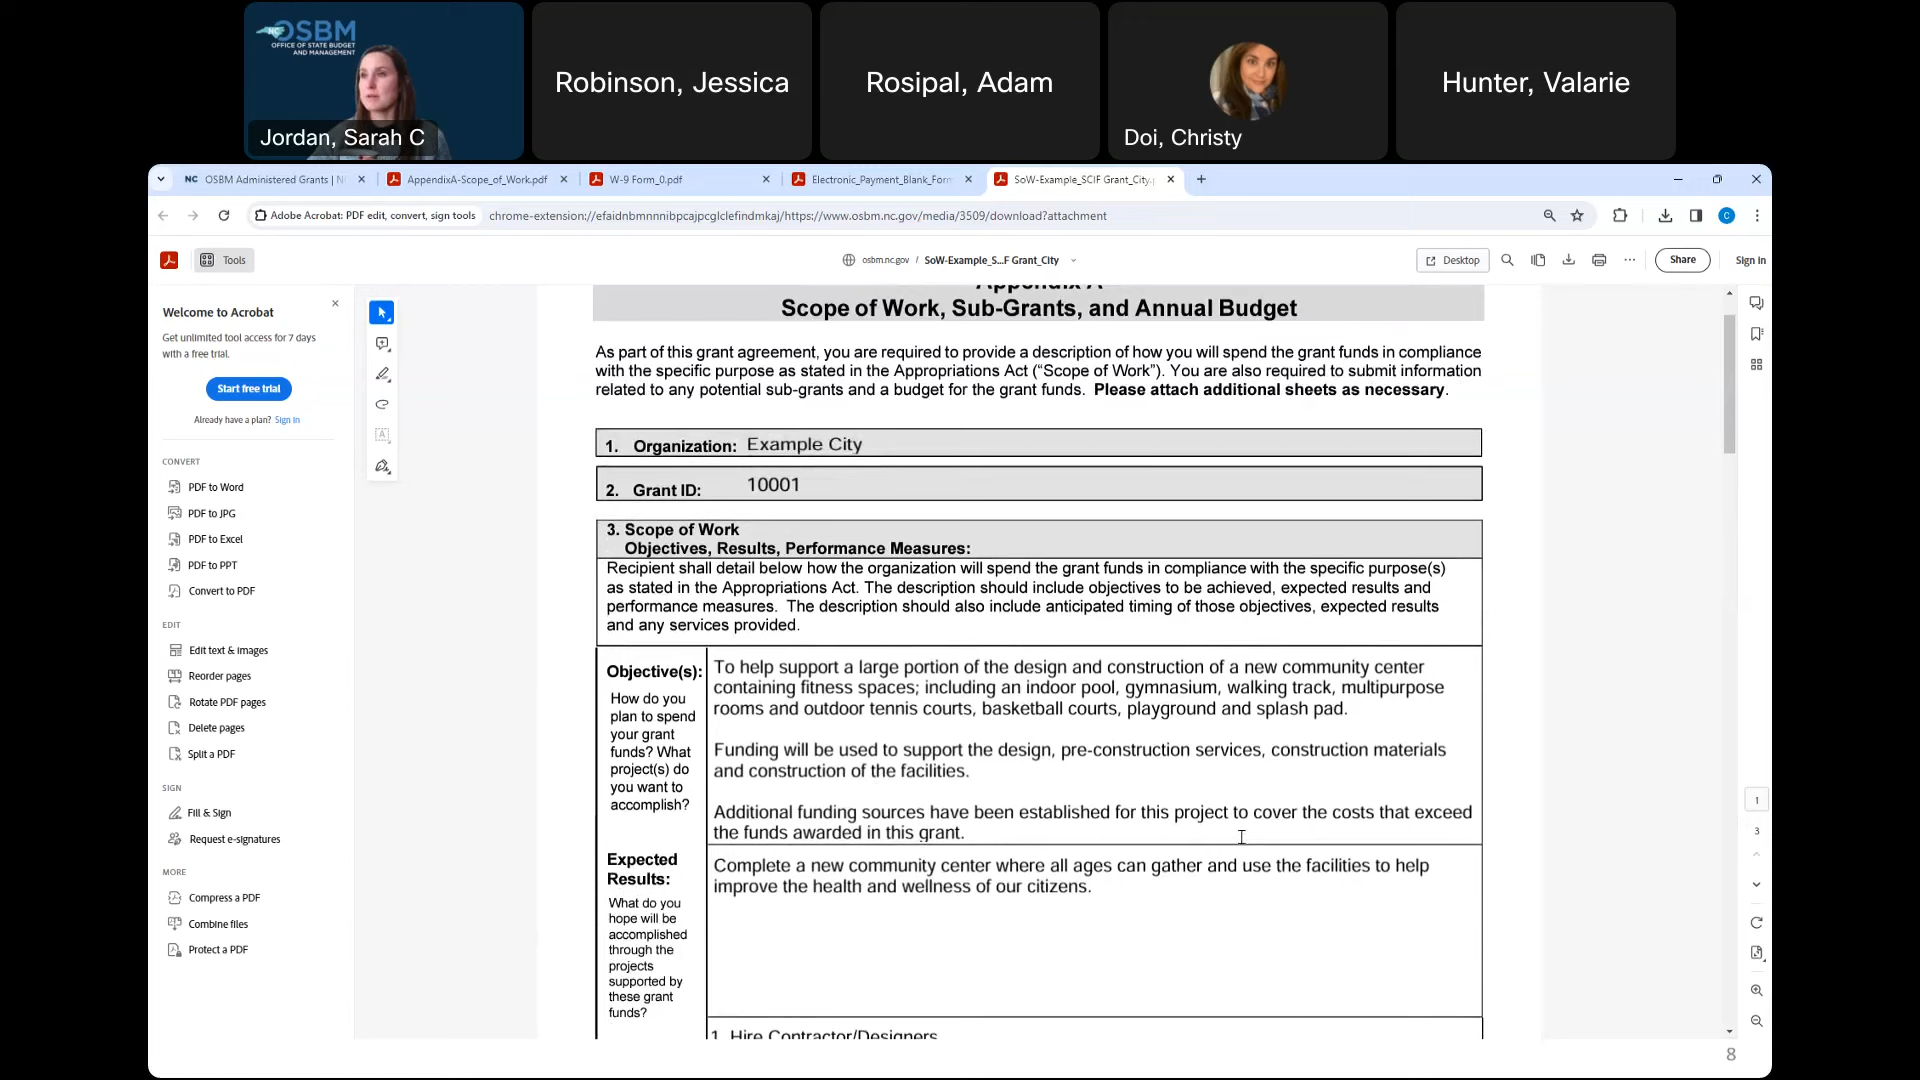 NC OSBM
OFFICE OF STATE BUDGET
AND MANAGEMENT
Jordan, Sarah C
Robinson, Jessica
Rosipal, Adam
Doi, Christy
Hunter, Valarie
NC OSBM Administered Grants | N
AppendixA-Scope_of_Work.pdf
W-9 Form_0.pdf
Electronic_Payment_Blank_Form
SoW-Example_SCIF Grant_City.p
Adobe Acrobat: PDF edit, convert, sign tools
chrome-extension://efaidnbmnnnibpcajpcglclefindmkaj/https://www.osbm.nc.gov/media/3509/download?attachment
C
Tools
osbm.nc.gov / SoW-Example_S...F Grant_City
Desktop
Share
Sign in
Welcome to Acrobat
Get unlimited tool access for 7 days
with a free trial.
Start free trial
Already have a plan? Sign in
CONVERT
PDF to Word
PDF to JPG
PDF to Excel
PDF to PPT
Convert to PDF
EDIT
Edit text & images
Reorder pages
Rotate PDF pages
Delete pages
Split a PDF
SIGN
Fill & Sign
Request e-signatures
MORE
Compress a PDF
Combine files
Protect a PDF
Appendix A
Scope of Work, Sub-Grants, and Annual Budget
As part of this grant agreement, you are required to provide a description of how you will spend the grant funds in compliance
with the specific purpose as stated in the Appropriations Act (“Scope of Work”). You are also required to submit information
related to any potential sub-grants and a budget for the grant funds. Please attach additional sheets as necessary.
1. Organization: Example City
2. Grant ID: 10001
3. Scope of Work
Objectives, Results, Performance Measures:
Recipient shall detail below how the organization will spend the grant funds in compliance with the specific purpose(s)
as stated in the Appropriations Act. The description should include objectives to be achieved, expected results and
performance measures. The description should also include anticipated timing of those objectives, expected results
and any services provided.
Objective(s):
How do you
plan to spend
your grant
funds? What
project(s) do
you want to
accomplish?
To help support a large portion of the design and construction of a new community center
containing fitness spaces; including an indoor pool, gymnasium, walking track, multipurpose
rooms and outdoor tennis courts, basketball courts, playground and splash pad.
Funding will be used to support the design, pre-construction services, construction materials
and construction of the facilities.
Additional funding sources have been established for this project to cover the costs that exceed
the funds awarded in this grant.
Expected
Results:
What do you
hope will be
accomplished
through the
projects
supported by
these grant
funds?
Complete a new community center where all ages can gather and use the facilities to help
improve the health and wellness of our citizens.
1. Hire Contractor/Designers
1
3
8